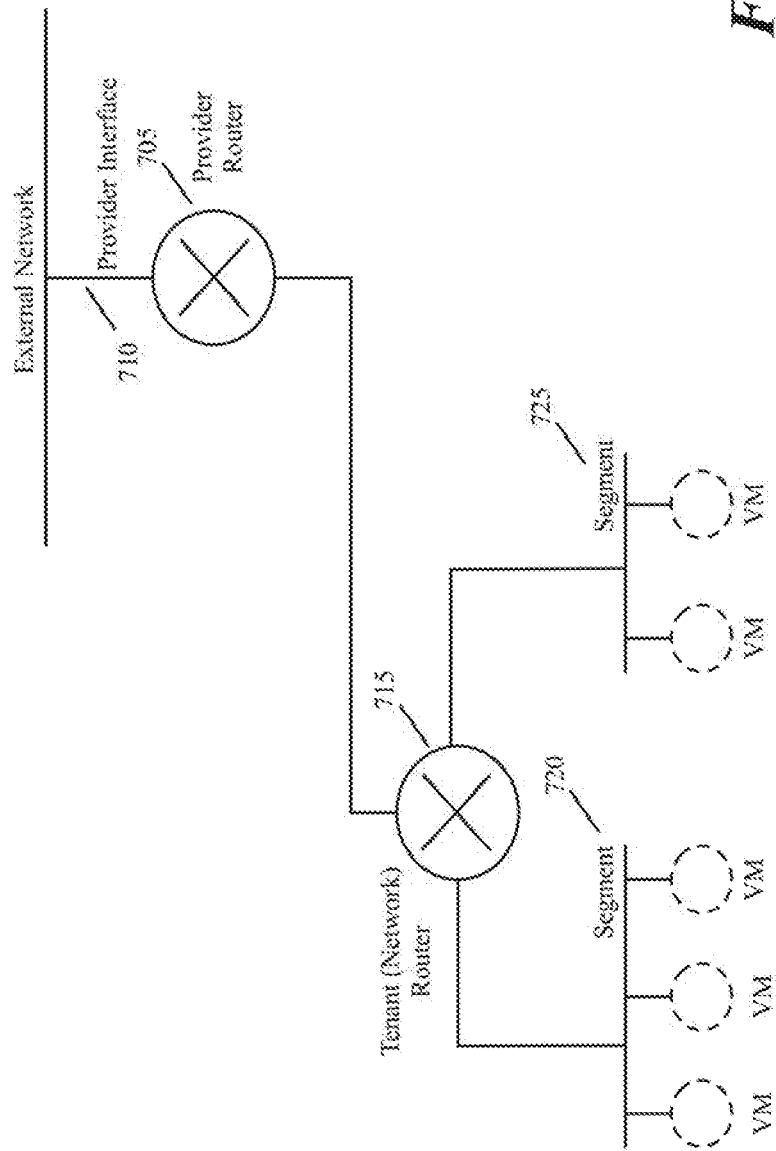 External Network
Provider Interface
710
705
Provider
Router
715
Tenant (Network)
Router
725
Segment
720
Segment
VM
VM
VM
VM
VM
F